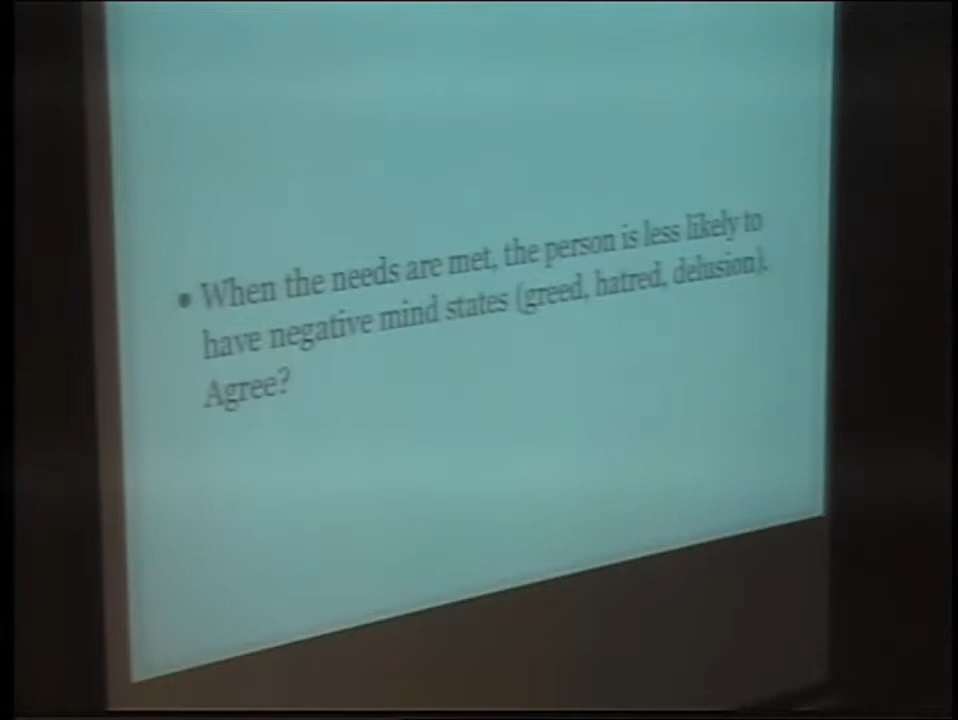 • When the needs are met, the person is less likely to
have negative mind states (greed, hatred, delusion).
Agree?